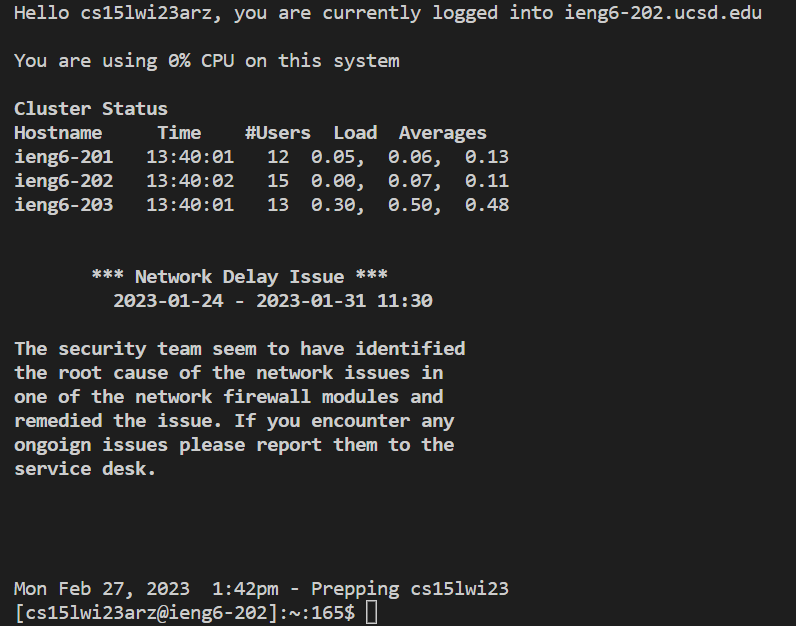 Hello cs15lwi23arz, you are currently logged into ieng6-202.ucsd.edu
You are using 0% CPU on this system
Cluster Status
Hostname     Time    #Users  Load  Averages
ieng6-201   13:40:01   12  0.05,  0.06,  0.13
ieng6-202   13:40:02   15  0.00,  0.07,  0.11
ieng6-203   13:40:01   13  0.30,  0.50,  0.48
*** Network Delay Issue ***
2023-01-24 - 2023-01-31 11:30
The security team seem to have identified
the root cause of the network issues in
one of the network firewall modules and
remedied the issue. If you encounter any
ongoign issues please report them to the
service desk.
Mon Feb 27, 2023  1:42pm - Prepping cs15lwi23
[cs15lwi23arz@ieng6-202]:~:165$